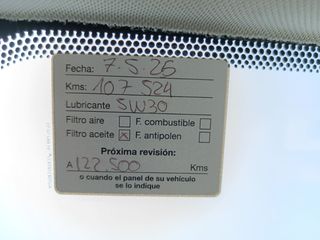 Fecha: 7.5.26
Kms: 107 524
Lubricante 5W30
Filtro aire ☐ F. combustible ☐
Filtro aceite ☒ F. antipolen ☐
Próxima revisión:
A 122.500 Kms
o cuando el panel de su vehículo
se lo indique